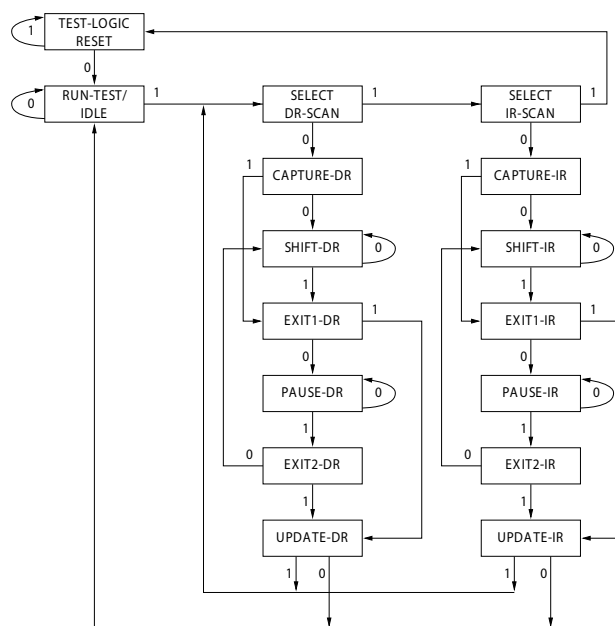 TEST-LOGIC
RESET
1
0
RUN-TEST/
IDLE
0
1
SELECT
DR-SCAN
1
SELECT
IR-SCAN
1
0
0
1
CAPTURE-DR
1
CAPTURE-IR
0
0
SHIFT-DR
0
SHIFT-IR
0
1
1
EXIT1-DR
1
EXIT1-IR
1
0
0
PAUSE-DR
0
PAUSE-IR
0
1
1
0
EXIT2-DR
0
EXIT2-IR
1
1
UPDATE-DR
UPDATE-IR
1
0
1
0